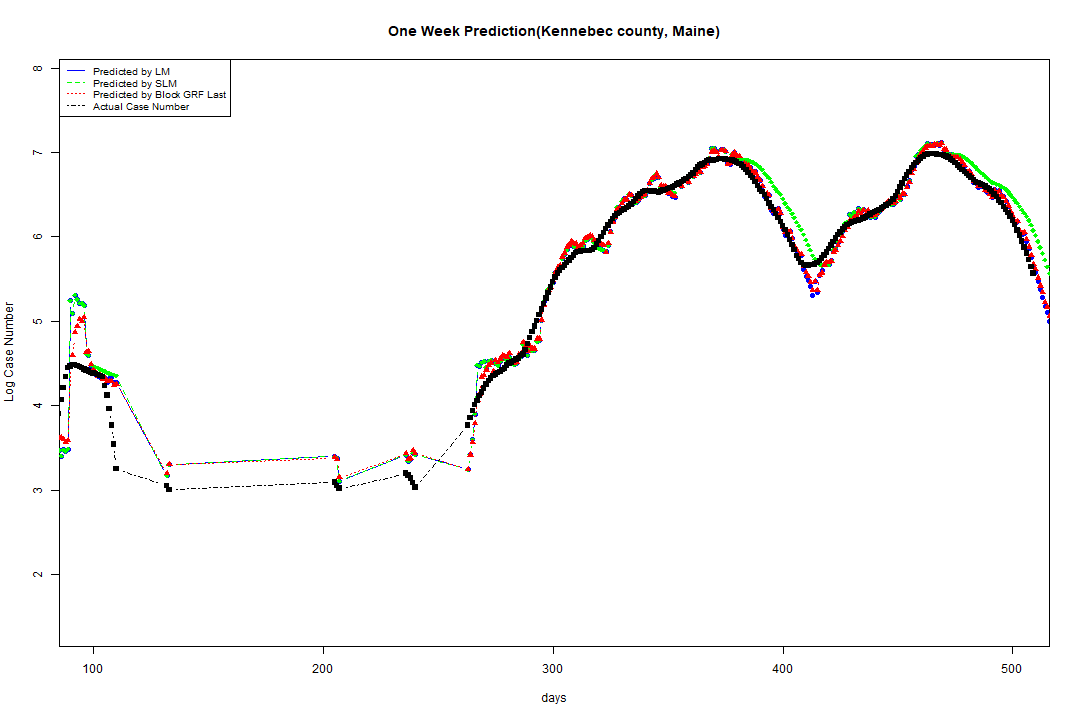 One Week Prediction(Kennebec county, Maine)
Predicted by LM
Predicted by SLM
Predicted by Block GRF Last
Actual Case Number
8
7
6
5
4
3
2
Log Case Number
100 200 300 400 500
days